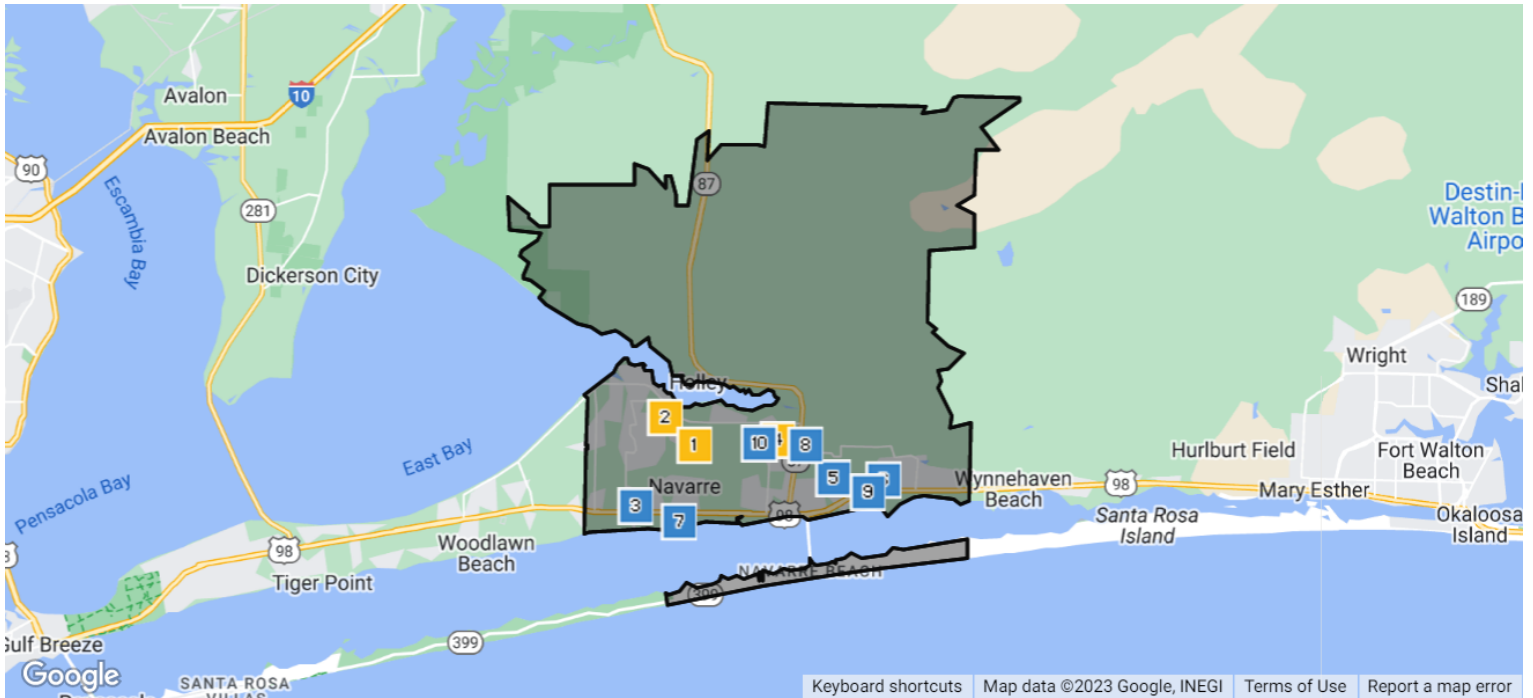 Avalon
10
Avalon Beach
90
Escambia Bay
281
87
Destin-
Walton B
Airpo
Dickerson City
189
Wright
Holley
2
1
4
10
8
Hurlburt Field
Fort Walton
Beach
East Bay
5
9
Wynnehaven
Beach
98
Mary Esther
Navarre
3
7
98
Pensacola Bay
Santa Rosa
Island
Okaloosa
Island
Woodlawn
Beach
98
Tiger Point
NAVARRE BEACH
399
399
Gulf Breeze
Google
SANTA ROSA
Keyboard shortcuts
Map data ©2023 Google, INEGI
Terms of Use
Report a map error